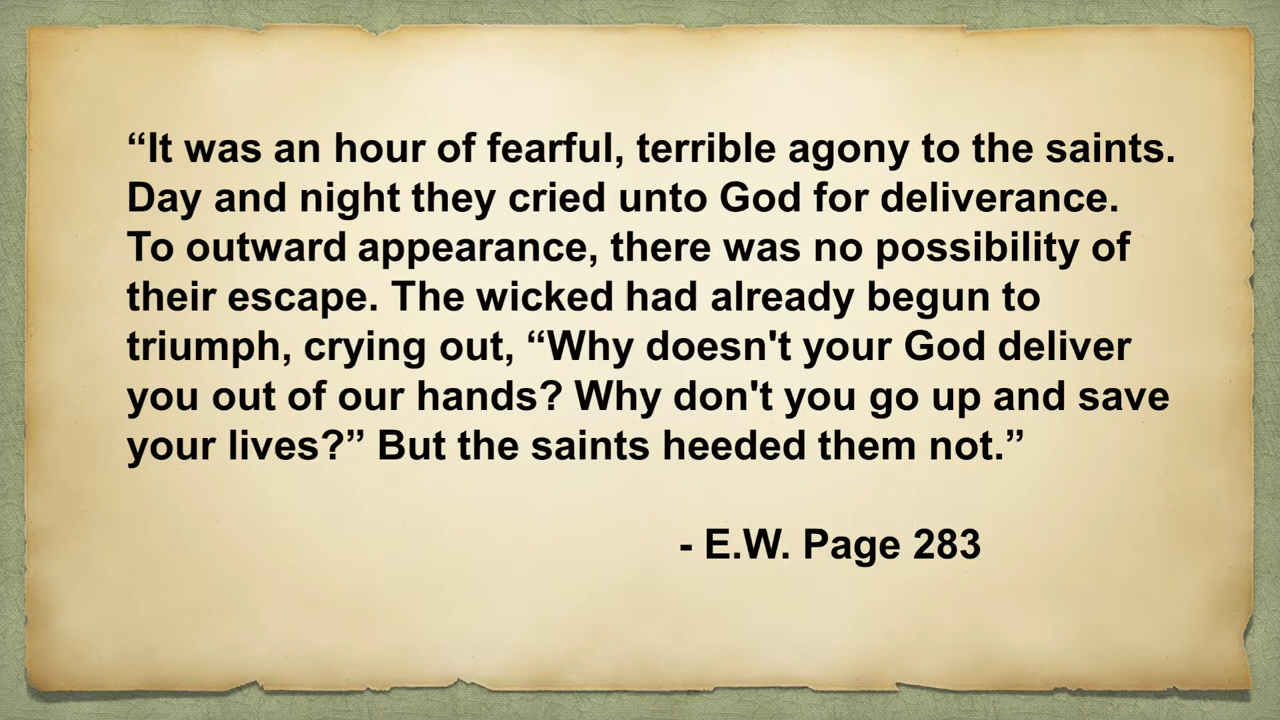 “It was an hour of fearful, terrible agony to the saints.
Day and night they cried unto God for deliverance.
To outward appearance, there was no possibility of
their escape. The wicked had already begun to
triumph, crying out, “Why doesn't your God deliver
you out of our hands? Why don't you go up and save
your lives?” But the saints heeded them not.”
- E.W. Page 283